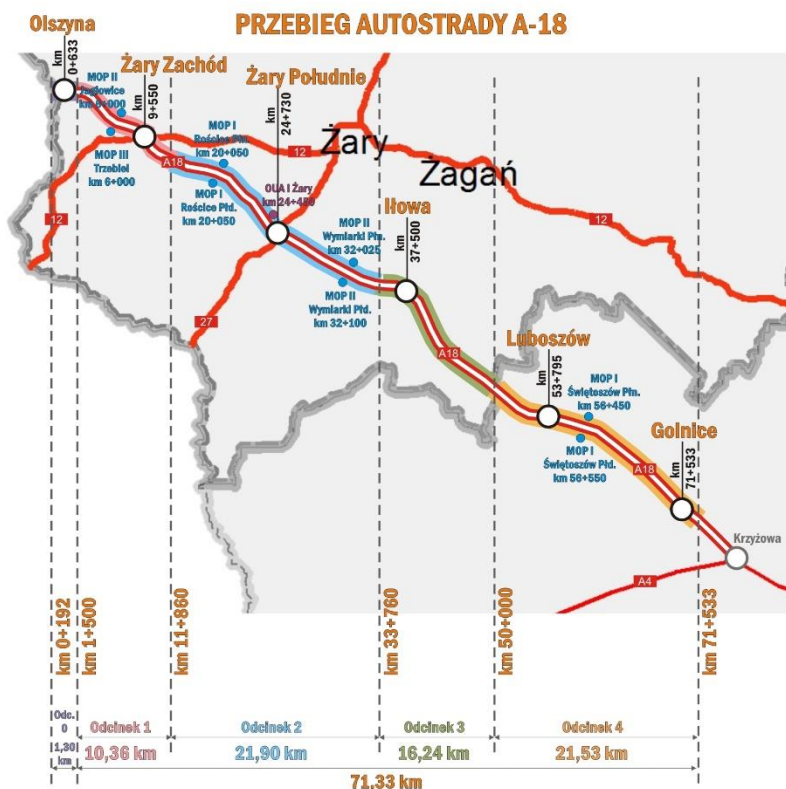 PRZEBIEG AUTOSTRADY A-18
Olszyna
km
0+633
MOP II
km 6+000
Żary Zachód
km
9+550
MOP III
Trzebiel
km 6+000
Żary Południe
km
24+730
MOP I
Rościce Płn.
km 20+050
12
Żary
Żagań
A18
MOP I
Rościce Płd.
km 20+050
OUA I Żary
km 24+450
Iłowa
km
37+500
12
12
MOP II
Wymiarki Płn.
km 32+025
MOP II
Wymiarki Płd.
km 32+100
27
A18
Luboszów
km
53+795
MOP I
Świętoszów Płn.
km 56+450
MOP I
Świętoszów Płd.
km 56+550
Golnice
km
71+533
A18
Krzyżowa
A4
km 0+192
km 1+500
km 11+860
km 33+760
km 50+000
km 71+533
Odc.
0
1,30
km
Odcinek 1
10,36 km
Odcinek 2
21,90 km
Odcinek 3
16,24 km
Odcinek 4
21,53 km
71,33 km